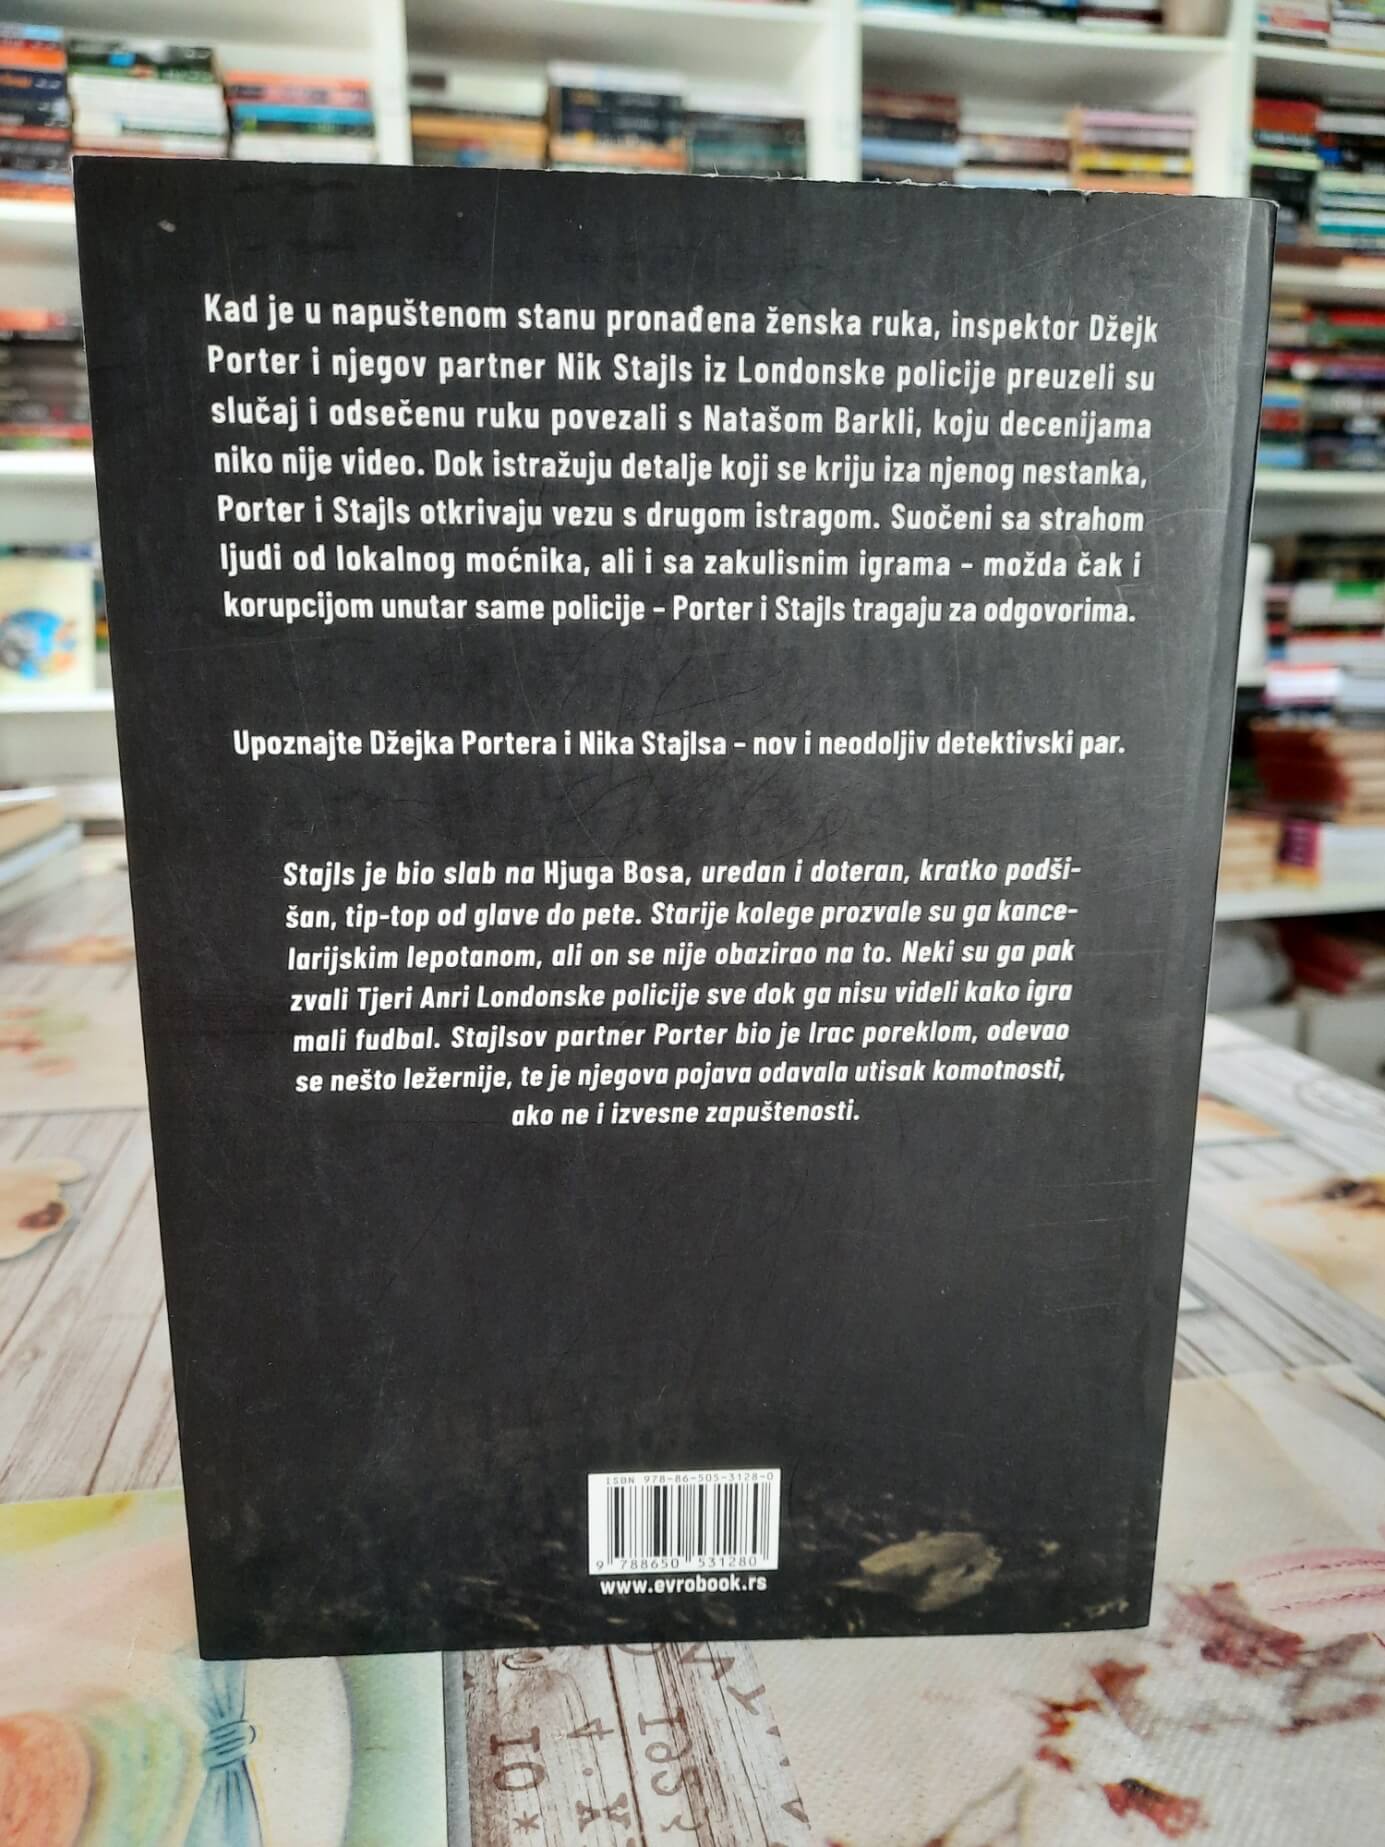 Kad je u napuštenom stanu pronađena ženska ruka, inspektor Džejk
Porter i njegov partner Nik Stajls iz Londonske policije preuzeli su
slučaj i odsečenu ruku povezali s Natašom Barkli, koju decenijama
niko nije video. Dok istražuju detalje koji se kriju iza njenog nestanka,
Porter i Stajls otkrivaju vezu s drugom istragom. Suočeni sa strahom
ljudi od lokalnog moćnika, ali i sa zakulisnim igrama – možda čak i
korupcijom unutar same policije – Porter i Stajls tragaju za odgovorima.
Upoznajte Džejka Portera i Nika Stajlsa – nov i neodoljiv detektivski par.
Stajls je bio slab na Hjuga Bosa, uredan i doteran, kratko podši-
šan, tip-top od glave do pete. Starije kolege prozvale su ga kance-
larijskim lepotanom, ali on se nije obazirao na to. Neki su ga pak
zvali Tjeri Anri Londonske policije sve dok ga nisu videli kako igra
mali fudbal. Stajlsov partner Porter bio je Irac poreklom, odevao
se nešto ležernije, te je njegova pojava odavala utisak komotnosti,
ako ne i izvesne zapuštenosti.
ISBN 978-86-505-3128-0
9 788650 531280
www.evrobook.rs